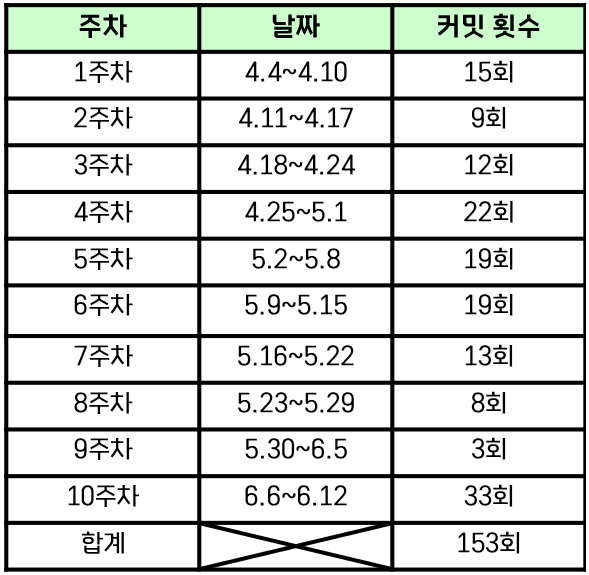 주차 날짜 커밋 횟수
1주차 4.4~4.10 15회
2주차 4.11~4.17 9회
3주차 4.18~4.24 12회
4주차 4.25~5.1 22회
5주차 5.2~5.8 19회
6주차 5.9~5.15 19회
7주차 5.16~5.22 13회
8주차 5.23~5.29 8회
9주차 5.30~6.5 3회
10주차 6.6~6.12 33회
합계 153회